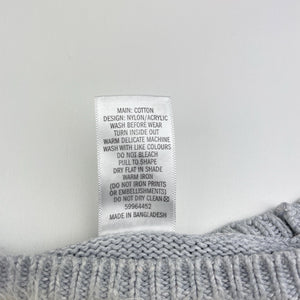 MAIN: COTTON
DESIGN: NYLON/ACRYLIC
WASH BEFORE WEAR
TURN INSIDE OUT
WARM DELICATE MACHINE
WASH WITH LIKE COLOURS
DO NOT BLEACH
PULL TO SHAPE
DRY FLAT IN SHADE
WARM IRON
(DO NOT IRON PRINTS
OR EMBELLISHMENTS)
DO NOT DRY CLEAN
59964452
MADE IN BANGLADESH